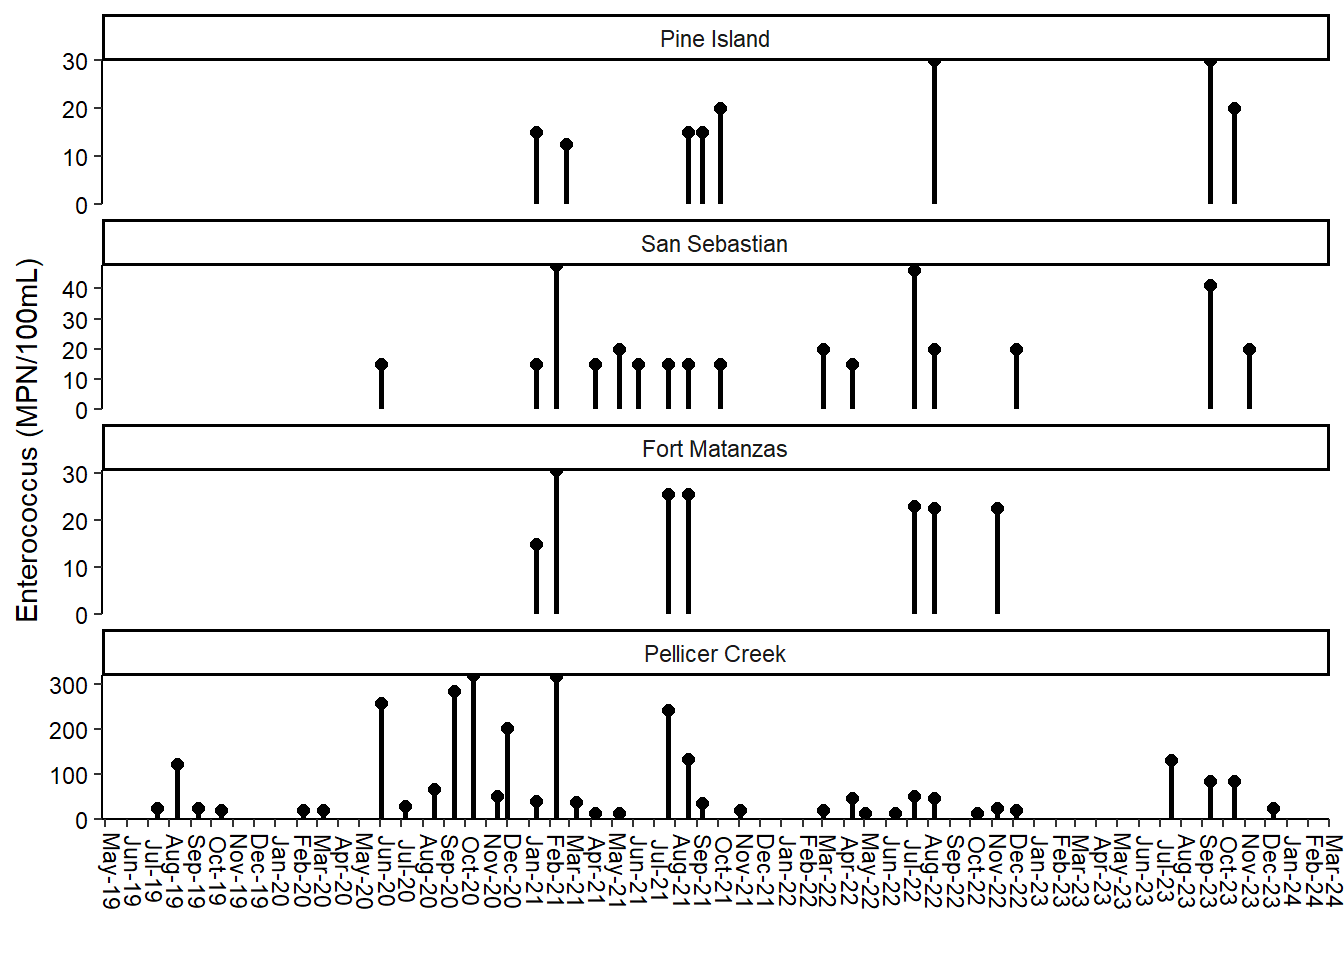 Pine Island
30
20
10
0
San Sebastian
40
30
20
10
0
Fort Matanzas
30
20
10
0
Pellicer Creek
300
200
100
0
Enterococcus (MPN/100mL)
May-19
Jun-19
Jul-19
Aug-19
Sep-19
Oct-19
Nov-19
Dec-19
Jan-20
Feb-20
Mar-20
Apr-20
May-20
Jun-20
Jul-20
Aug-20
Sep-20
Oct-20
Nov-20
Dec-20
Jan-21
Feb-21
Mar-21
Apr-21
May-21
Jun-21
Jul-21
Aug-21
Sep-21
Oct-21
Nov-21
Dec-21
Jan-22
Feb-22
Mar-22
Apr-22
May-22
Jun-22
Jul-22
Aug-22
Sep-22
Oct-22
Nov-22
Dec-22
Jan-23
Feb-23
Mar-23
Apr-23
May-23
Jun-23
Jul-23
Aug-23
Sep-23
Oct-23
Nov-23
Dec-23
Jan-24
Feb-24
Mar-24